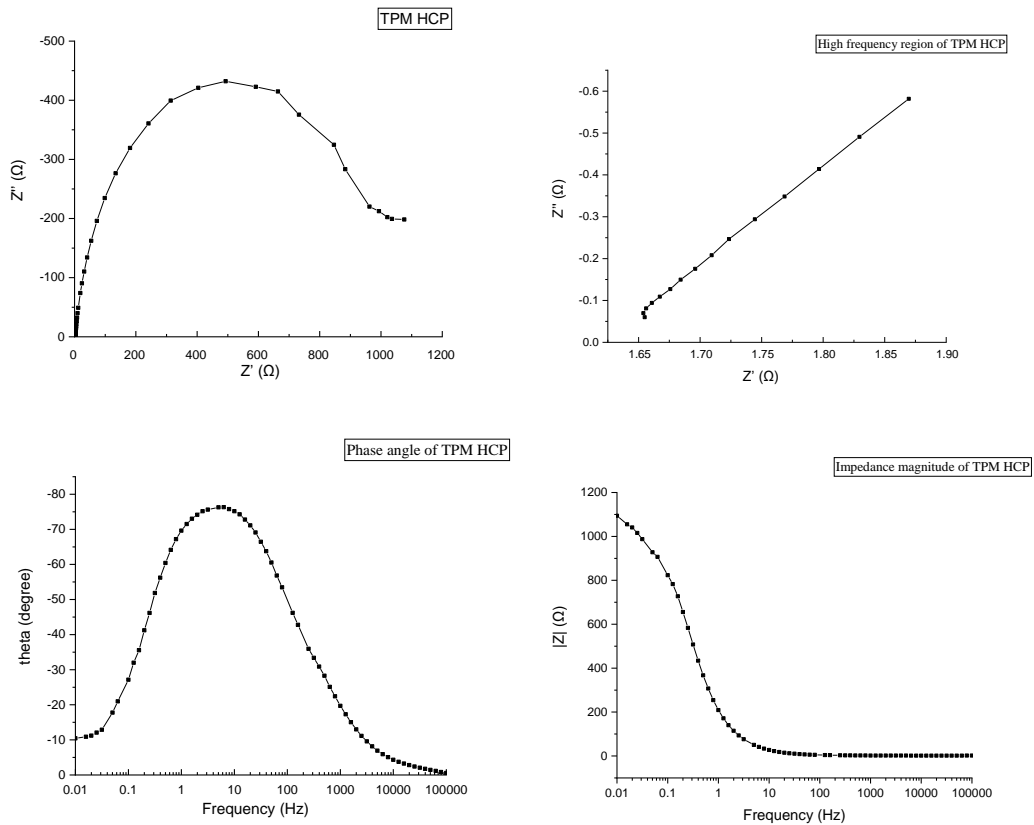 TPM HCP
-500
-400
-300
-200
-100
0
0 200 400 600 800 1000 1200
Z'' (Ω)
Z' (Ω)
High frequency region of TPM HCP
-0.6
-0.5
-0.4
-0.3
-0.2
-0.1
0.0
1.65 1.70 1.75 1.80 1.85 1.90
Z'' (Ω)
Z' (Ω)
Phase angle of TPM HCP
-80
-70
-60
-50
-40
-30
-20
-10
0
0.01 0.1 1 10 100 1000 10000 100000
theta (degree)
Frequency (Hz)
Impedance magnitude of TPM HCP
1200
1000
800
600
400
200
0
0.01 0.1 1 10 100 1000 10000 100000
|Z| (Ω)
Frequency (Hz)